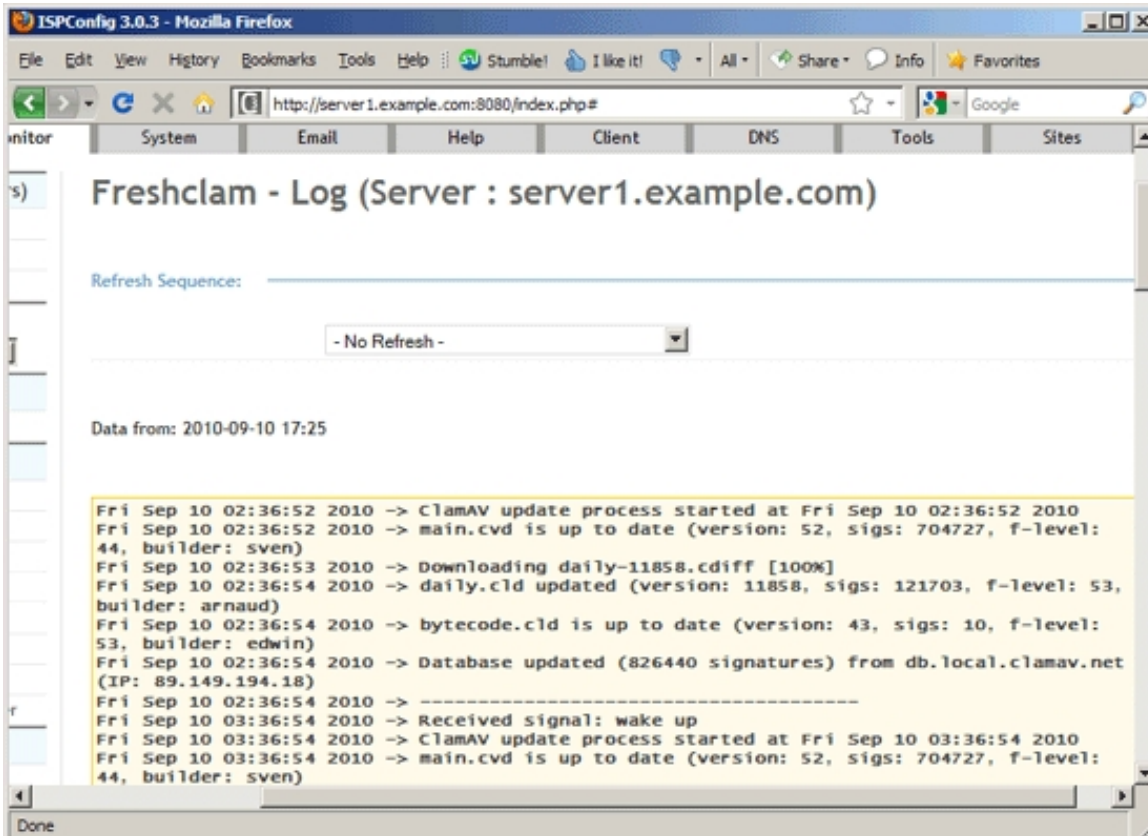 ISPConfig 3.0.3 - Mozilla Firefox
File Edit View History Bookmarks Tools Help Stumble! I like it! All Share Info Favorites
http://server1.example.com:8080/index.php# Google
nitor System Email Help Client DNS Tools Sites
s)
Freshclam - Log (Server : server1.example.com)
Refresh Sequence:
- No Refresh -
Data from: 2010-09-10 17:25
Fri Sep 10 02:36:52 2010 -> ClamAV update process started at Fri Sep 10 02:36:52 2010
Fri Sep 10 02:36:52 2010 -> main.cvd is up to date (version: 52, sigs: 704727, f-level:
44, builder: sven)
Fri Sep 10 02:36:53 2010 -> Downloading daily-11858.cdiff [100%]
Fri Sep 10 02:36:54 2010 -> daily.cld updated (version: 11858, sigs: 121703, f-level: 53,
builder: arnaud)
Fri Sep 10 02:36:54 2010 -> bytecode.cld is up to date (version: 43, sigs: 10, f-level:
53, builder: edwin)
Fri Sep 10 02:36:54 2010 -> Database updated (826440 signatures) from db.local.clamav.net
(IP: 89.149.194.18)
Fri Sep 10 02:36:54 2010 -> --------------------------------------
r
Fri Sep 10 03:36:54 2010 -> Received signal: wake up
Fri Sep 10 03:36:54 2010 -> ClamAV update process started at Fri Sep 10 03:36:54 2010
Fri Sep 10 03:36:54 2010 -> main.cvd is up to date (version: 52, sigs: 704727, f-level:
44, builder: sven)
Done